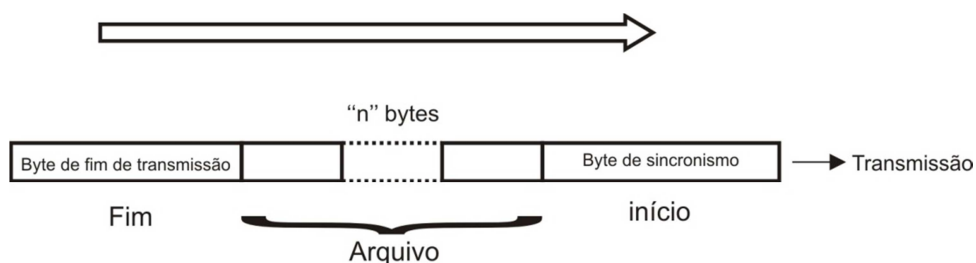 “n” bytes
Byte de fim de transmissão
Byte de sincronismo
Transmissão
Fim
início
Arquivo